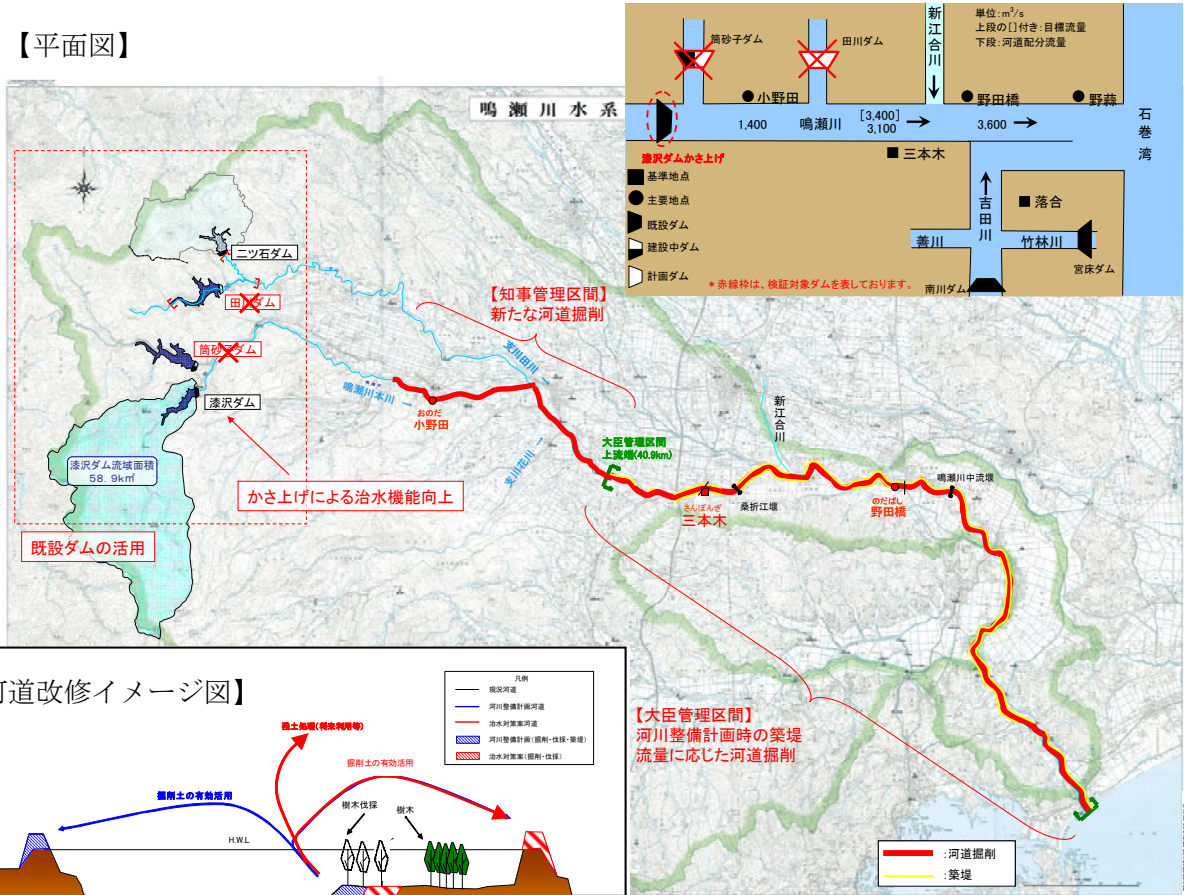 【平面図】
鳴瀬川水系
単位:m³/s
上段の[ ]付き:目標流量
下段:河道配分流量
筒砂子ダム
田川ダム
新江合川
小野田
野田橋
野蒜
石巻湾
1,400
鳴瀬川
[3,400]
3,100
3,600
漆沢ダムかさ上げ
三本木
基準地点
主要地点
既設ダム
建設中ダム
計画ダム
吉田川
落合
善川
竹林川
宮床ダム
南川ダム
*赤線枠は、検証対象ダムを表しております。
二ツ石ダム
田川ダム
筒砂子ダム
漆沢ダム
漆沢ダム流域面積
58.9km²
かさ上げによる治水機能向上
既設ダムの活用
【知事管理区間】
新たな河道掘削
支川田川
鳴瀬川本川
おのだ
小野田
支川花川
大臣管理区間
上流端(40.9km)
新江合川
さんぼんぎ
三本木
桑折江堰
のだばし
野田橋
鳴瀬川中流堰
【大臣管理区間】
河川整備計画時の築堤
流量に応じた河道掘削
:河道掘削
:築堤
河道改修イメージ図】
凡例
現況河道
河川整備計画河道
治水対策案河道
河川整備計画(掘削・伐採・築堤)
治水対策案(掘削・伐採)
残土処理(将来利用等)
掘削土の有効活用
掘削土の有効活用
樹木伐採
樹木
H.W.L